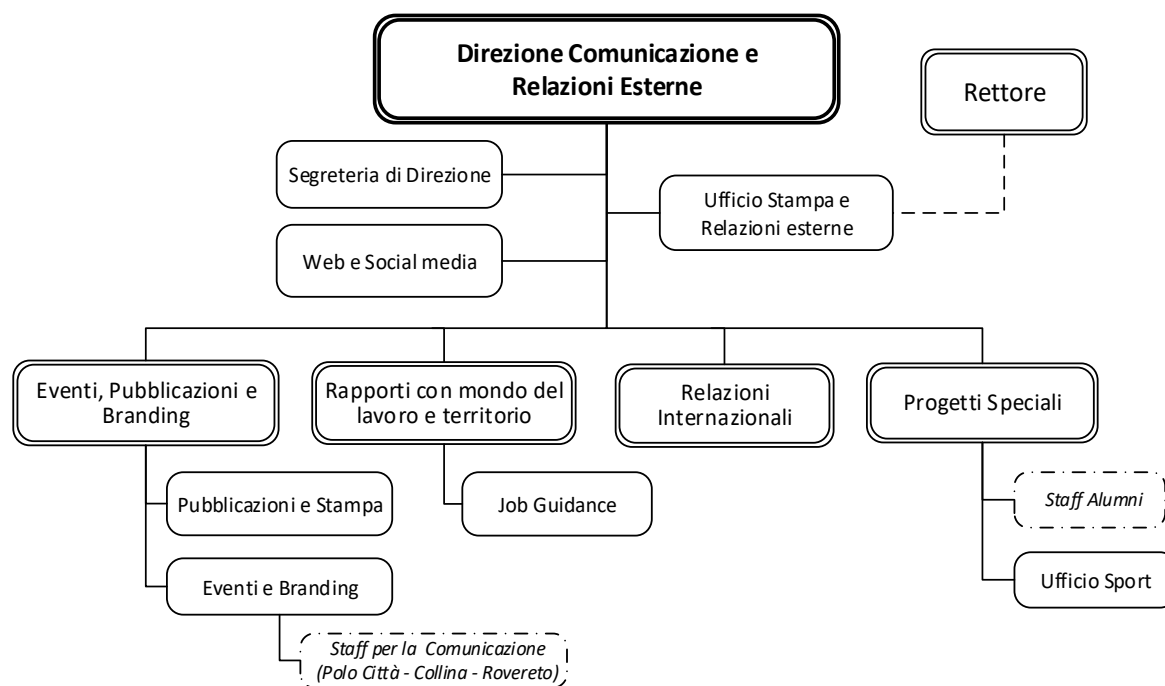 Direzione Comunicazione e
Relazioni Esterne
Rettore
Segreteria di Direzione
Ufficio Stampa e
Relazioni esterne
Web e Social media
Eventi, Pubblicazioni e
Branding
Rapporti con mondo del
lavoro e territorio
Relazioni
Internazionali
Progetti Speciali
Pubblicazioni e Stampa
Job Guidance
Staff Alumni
Eventi e Branding
Ufficio Sport
Staff per la Comunicazione
(Polo Città - Collina - Rovereto)